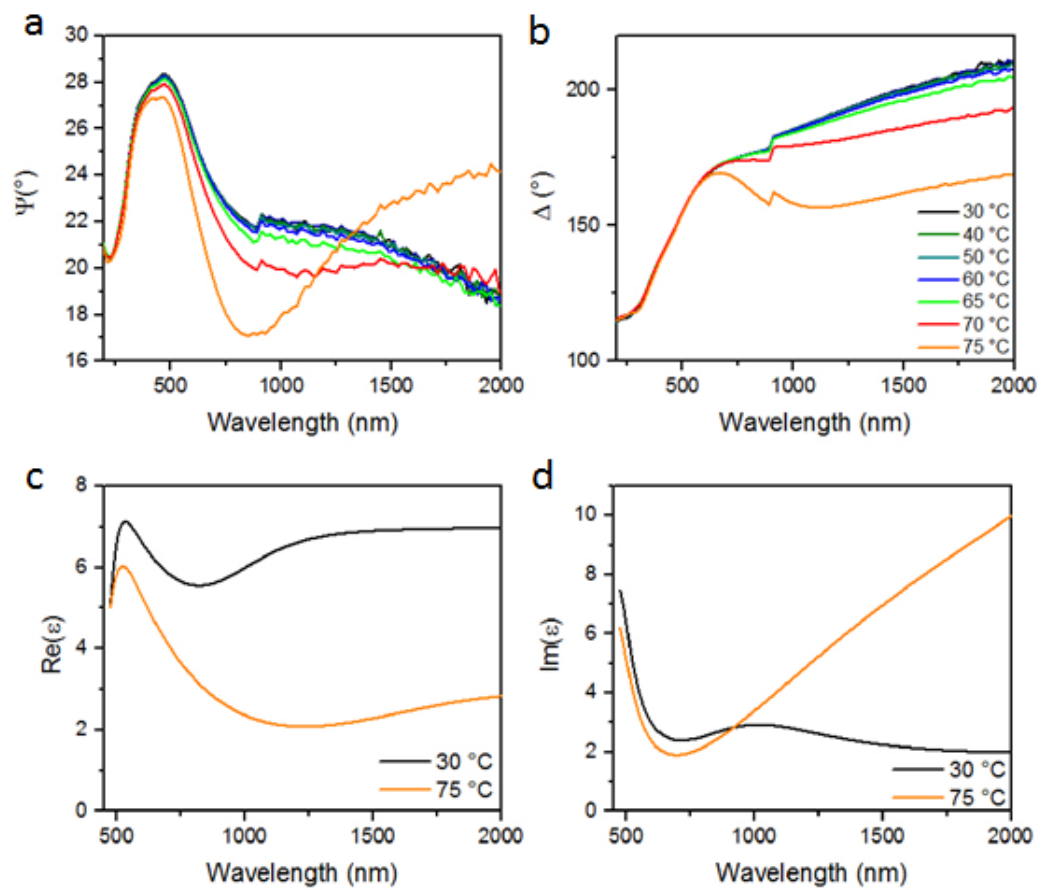 a
30
28
26
24
22
20
18
16
Ψ(°)
500
1000
1500
2000
Wavelength (nm)
b
200
150
100
Δ (°)
30 °C
40 °C
50 °C
60 °C
65 °C
70 °C
75 °C
500
1000
1500
2000
Wavelength (nm)
c
8
6
4
2
0
Re(ε)
30 °C
75 °C
500
1000
1500
2000
Wavelength (nm)
d
10
8
6
4
2
0
Im(ε)
30 °C
75 °C
500
1000
1500
2000
Wavelength (nm)